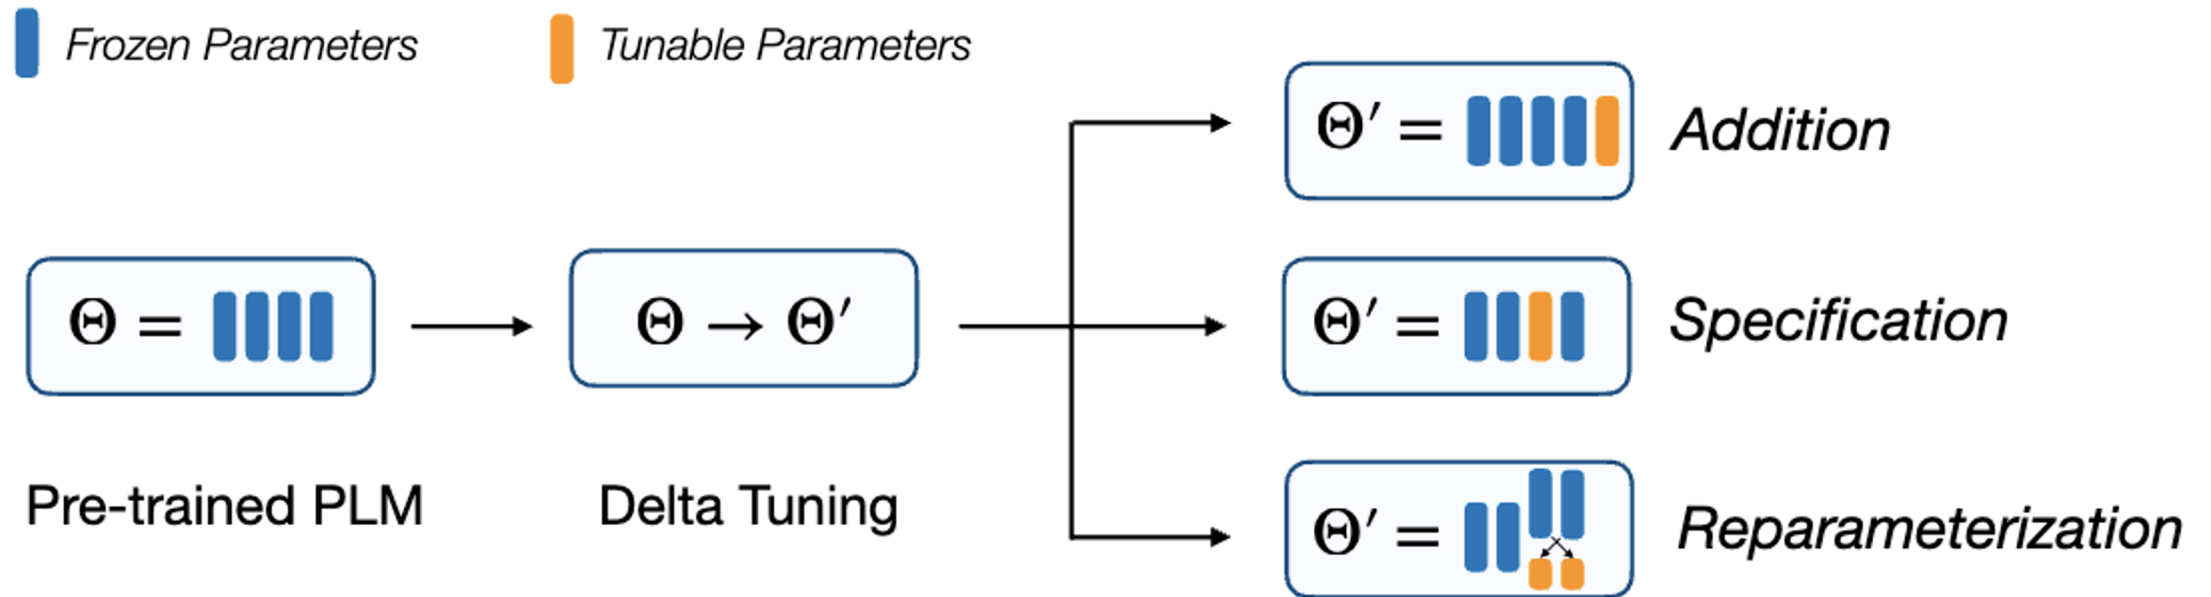 Frozen Parameters
Tunable Parameters
Θ′ =
Addition
Θ =
Θ → Θ′
Θ′ =
Specification
Pre-trained PLM
Delta Tuning
Θ′ =
Reparameterization